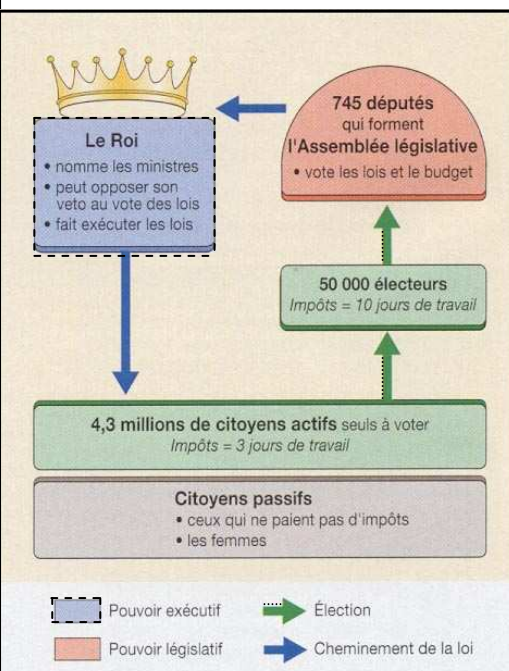 Le Roi
• nomme les ministres
• peut opposer son
veto au vote des lois
• fait exécuter les lois
745 députés
qui forment
l'Assemblée législative
• vote les lois et le budget
50 000 électeurs
Impôts = 10 jours de travail
4,3 millions de citoyens actifs seuls à voter
Impôts = 3 jours de travail
Citoyens passifs
• ceux qui ne paient pas d'impôts
• les femmes
Pouvoir exécutif
Élection
Pouvoir législatif
Cheminement de la loi